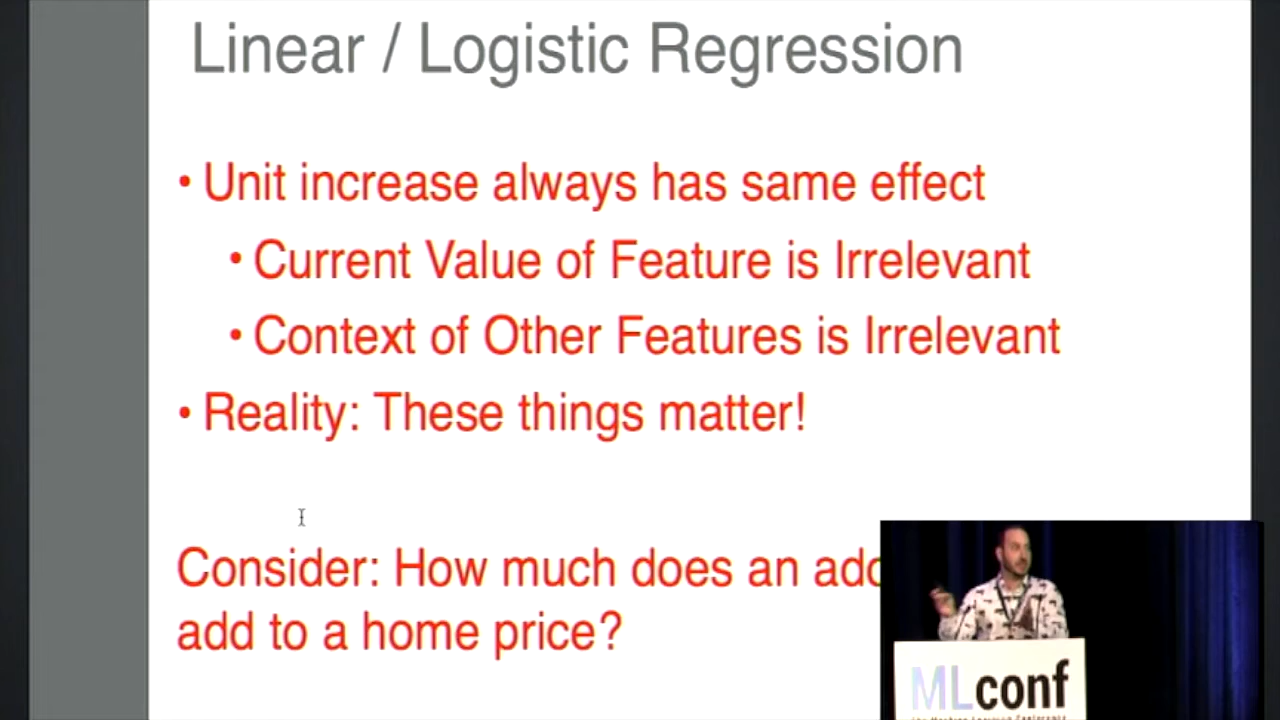 Linear / Logistic Regression
• Unit increase always has same effect
• Current Value of Feature is Irrelevant
• Context of Other Features is Irrelevant
• Reality: These things matter!
Consider: How much does an
add to a home price?
MLconf